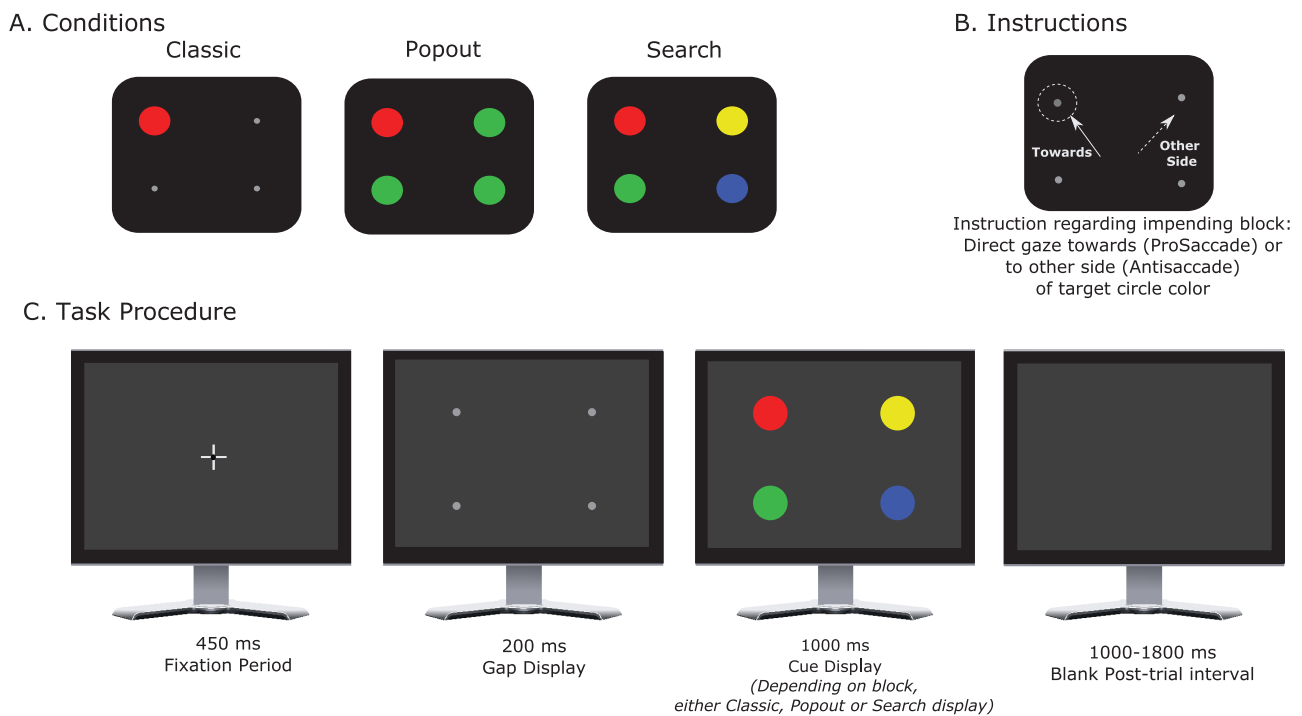 A. Conditions
Classic
Popout
Search
B. Instructions
Towards
Other
Side
Instruction regarding impending block:
Direct gaze towards (ProSaccade) or
to other side (Antisaccade)
of target circle color
C. Task Procedure
450 ms
Fixation Period
200 ms
Gap Display
1000 ms
Cue Display
(Depending on block,
either Classic, Popout or Search display)
1000-1800 ms
Blank Post-trial interval